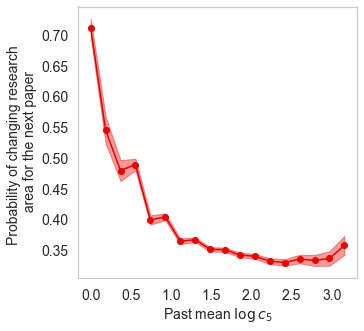 Probability of changing research
area for the next paper
0.70
0.65
0.60
0.55
0.50
0.45
0.40
0.35
0.0 0.5 1.0 1.5 2.0 2.5 3.0
Past mean log c₅